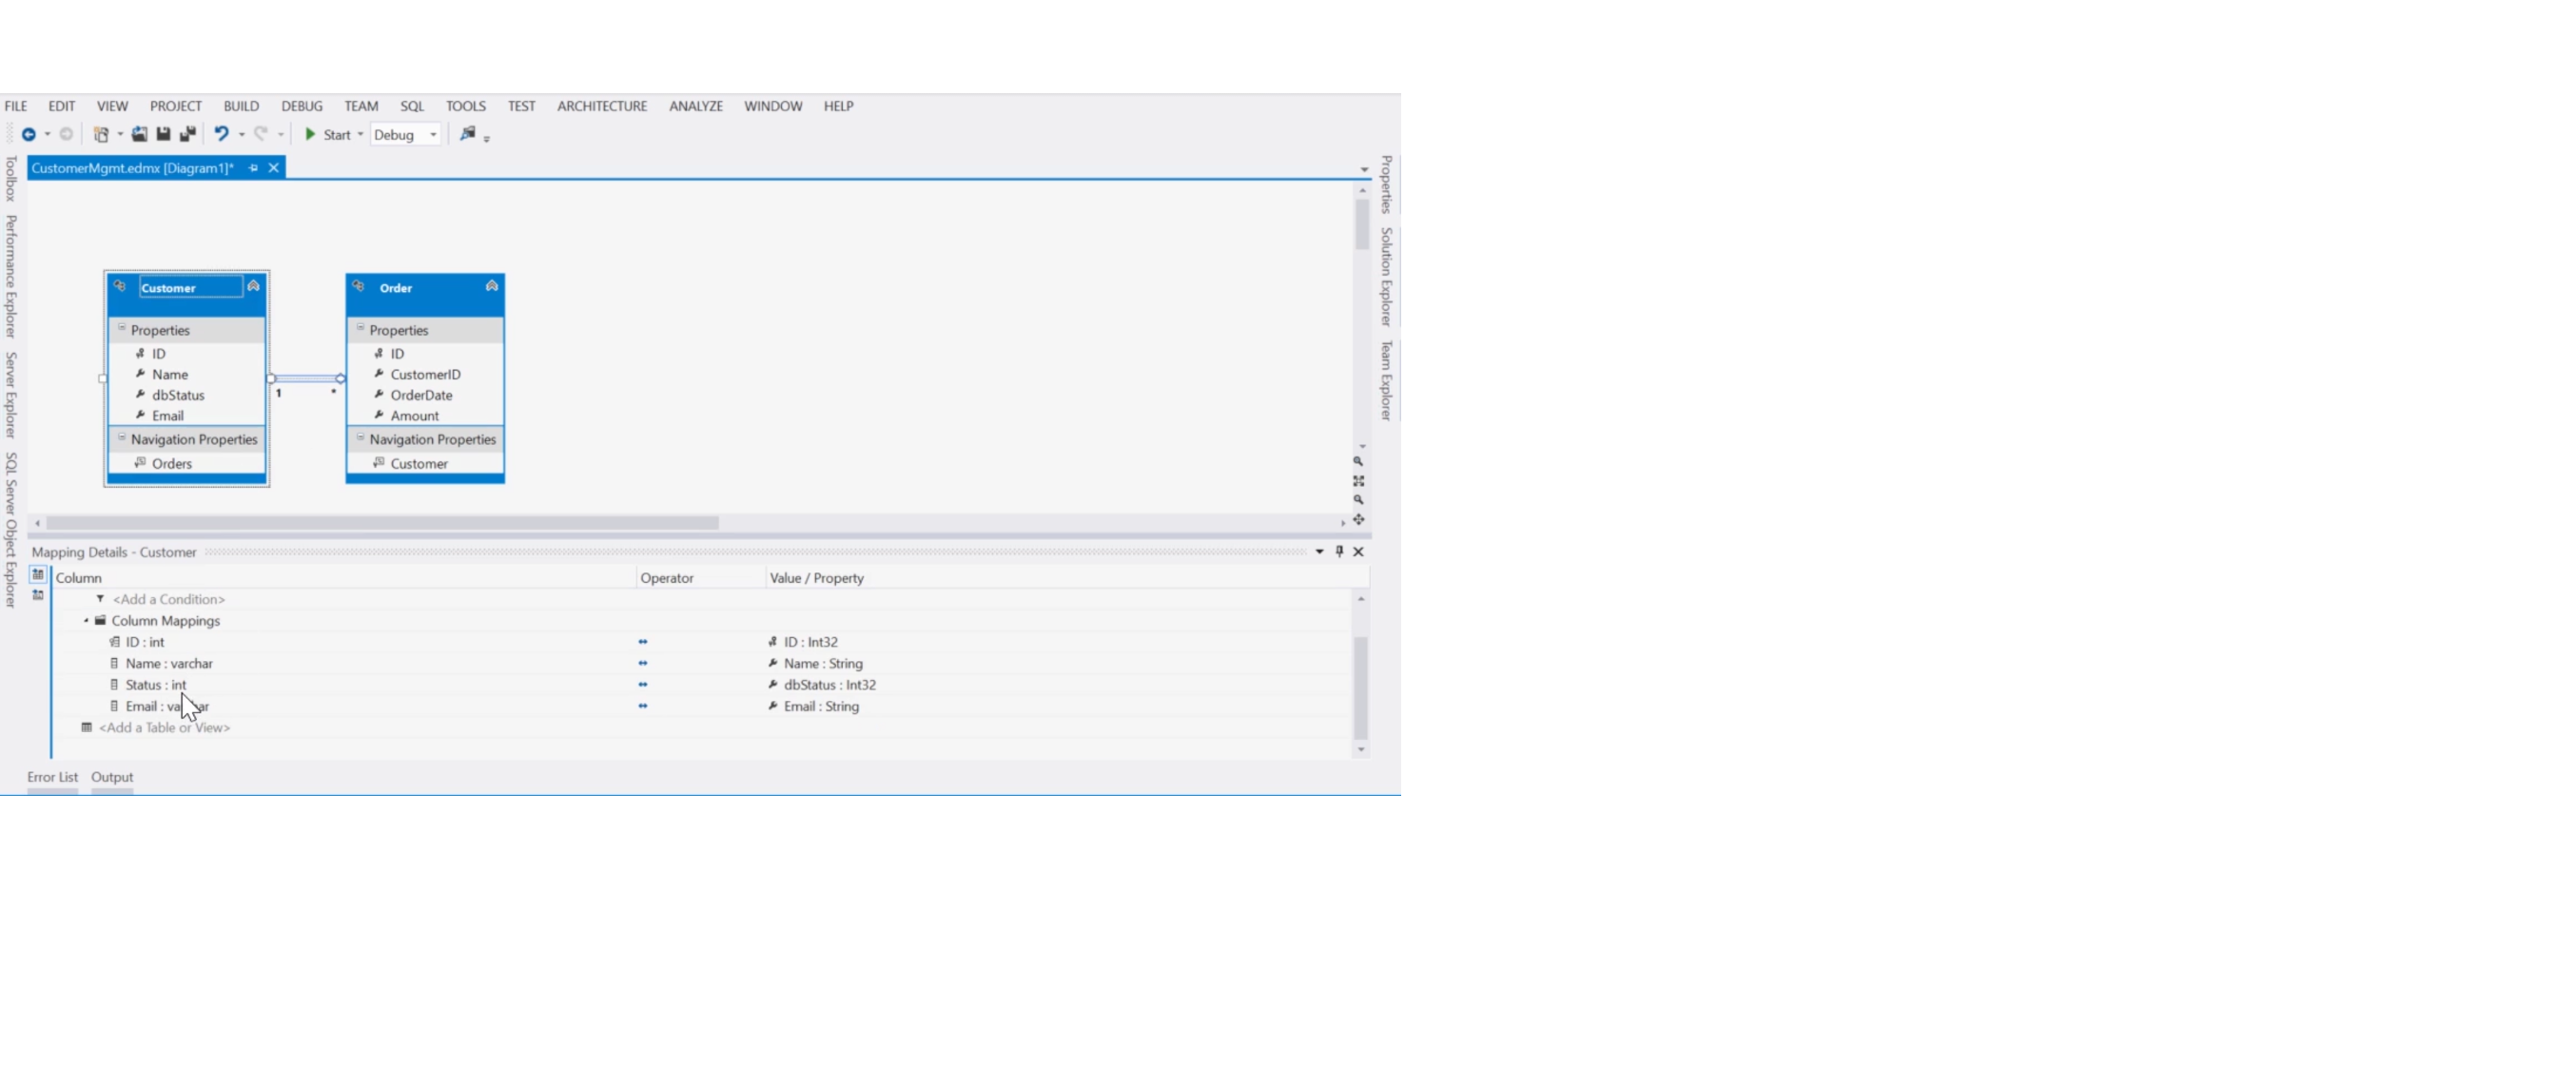 FILE EDIT VIEW PROJECT BUILD DEBUG TEAM SQL TOOLS TEST ARCHITECTURE ANALYZE WINDOW HELP
Start Debug
CustomerMgmt.edmx [Diagram1]*
Toolbox
Performance Explorer
Server Explorer
SQL Server Object Explorer
Customer
Properties
ID
Name
dbStatus
Email
Navigation Properties
Orders
1 *
Order
Properties
ID
CustomerID
OrderDate
Amount
Navigation Properties
Customer
Properties
Solution Explorer
Team Explorer
Mapping Details - Customer
Column Operator Value / Property
<Add a Condition>
Column Mappings
ID : int ID : Int32
Name : varchar Name : String
Status : int dbStatus : Int32
Email : varchar Email : String
<Add a Table or View>
Error List Output